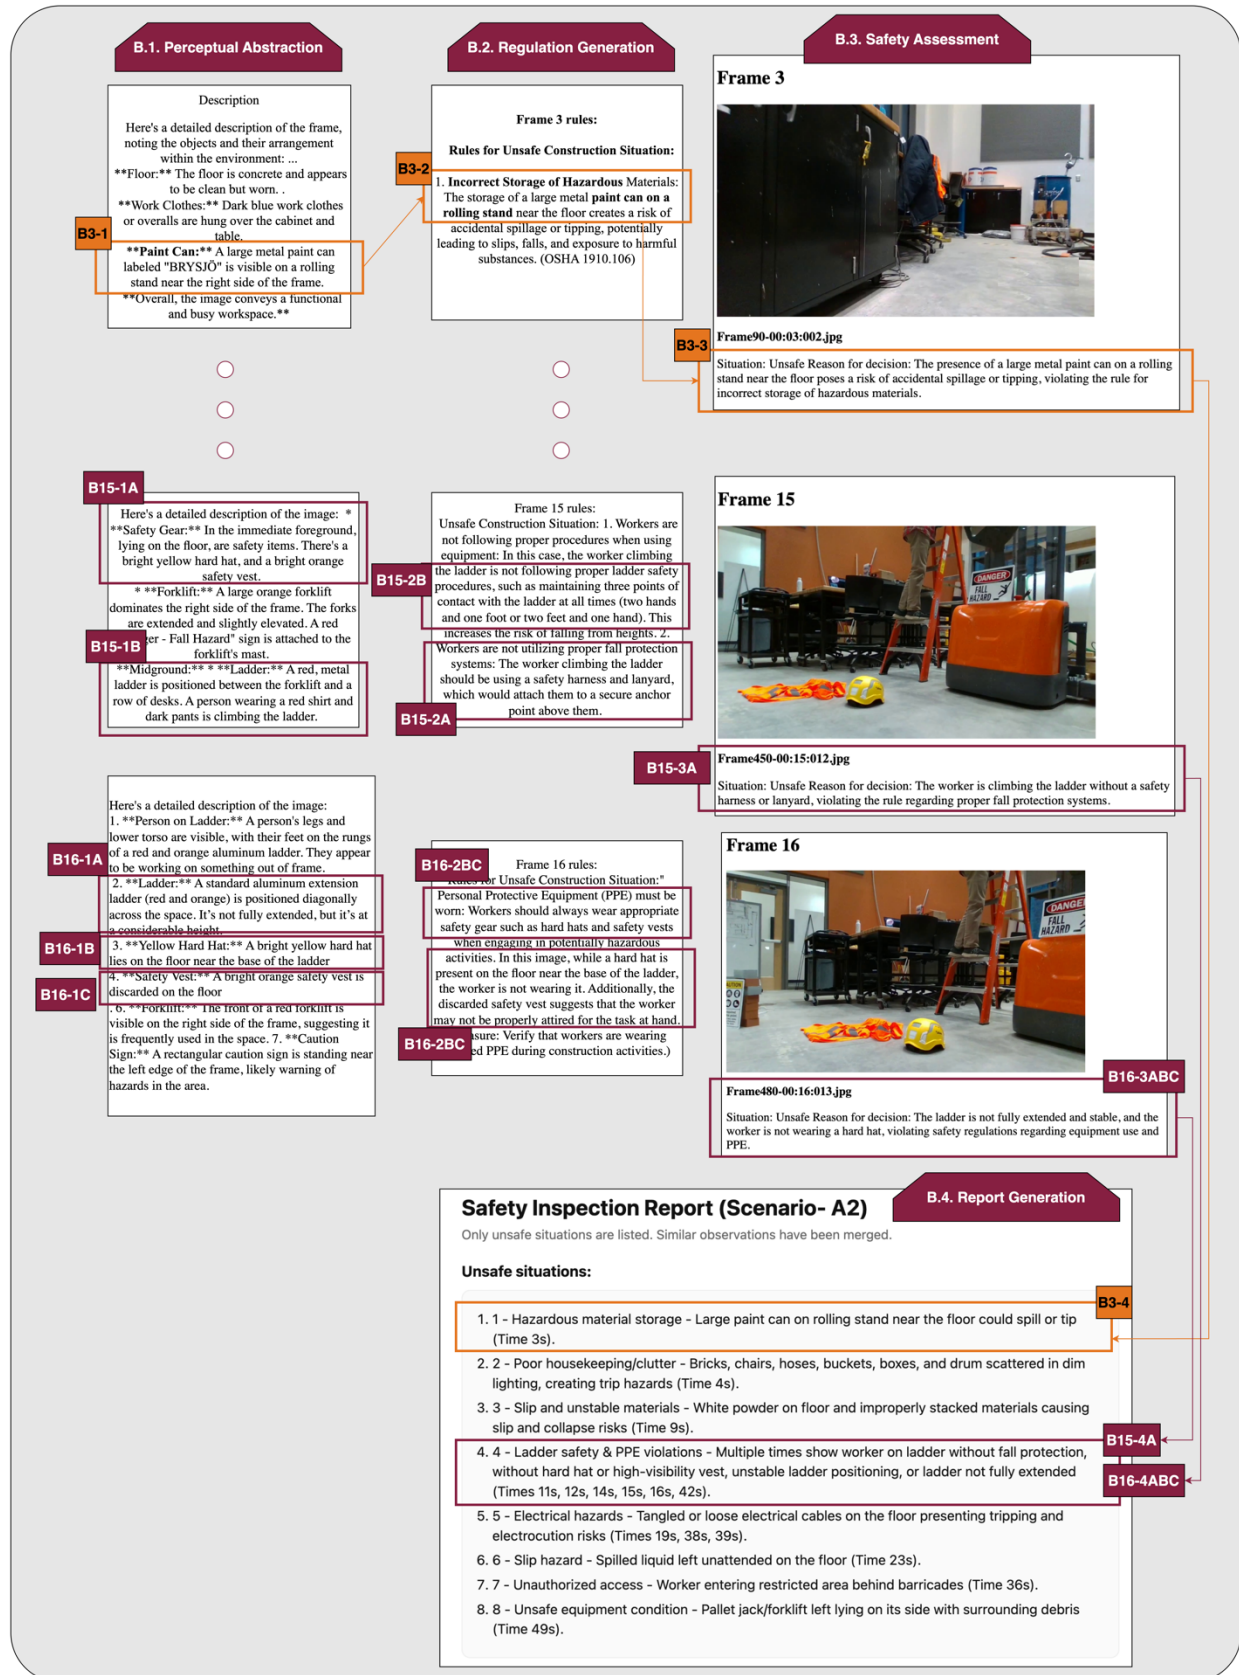 B.1. Perceptual Abstraction
B.2. Regulation Generation
B.3. Safety Assessment
Description
Here's a detailed description of the frame,
noting the objects and their arrangement
within the environment: ...
**Floor:** The floor is concrete and appears
to be clean but worn. .
**Work Clothes:** Dark blue work clothes
or overalls are hung over the cabinet and
table.
B3-1
**Paint Can:** A large metal paint can
labeled "BRYSJÖ" is visible on a rolling
stand near the right side of the frame.
**Overall, the image conveys a functional
and busy workspace.**
Frame 3 rules:
Rules for Unsafe Construction Situation:
B3-2
1. Incorrect Storage of Hazardous Materials:
The storage of a large metal paint can on a
rolling stand near the floor creates a risk of
accidental spillage or tipping, potentially
leading to slips, falls, and exposure to harmful
substances. (OSHA 1910.106)
Frame 3
Frame90-00:03:002.jpg
B3-3
Situation: Unsafe Reason for decision: The presence of a large metal paint can on a rolling
stand near the floor poses a risk of accidental spillage or tipping, violating the rule for
incorrect storage of hazardous materials.
B15-1A
Here's a detailed description of the image: *
**Safety Gear:** In the immediate foreground,
lying on the floor, are safety items. There's a
bright yellow hard hat, and a bright orange
safety vest.
* **Forklift:** A large orange forklift
dominates the right side of the frame. The forks
are extended and slightly elevated. A red
ger - Fall Hazard" sign is attached to the
forklift's mast.
B15-1B
**Midground:** * **Ladder:** A red, metal
ladder is positioned between the forklift and a
row of desks. A person wearing a red shirt and
dark pants is climbing the ladder.
Frame 15 rules:
Unsafe Construction Situation: 1. Workers are
not following proper procedures when using
equipment: In this case, the worker climbing
B15-2B
the ladder is not following proper ladder safety
procedures, such as maintaining three points of
contact with the ladder at all times (two hands
and one foot or two feet and one hand). This
increases the risk of falling from heights. 2.
Workers are not utilizing proper fall protection
systems: The worker climbing the ladder
should be using a safety harness and lanyard,
which would attach them to a secure anchor
point above them.
B15-2A
Frame 15
DANGER
FALL
HAZARD
Frame450-00:15:012.jpg
B15-3A
Situation: Unsafe Reason for decision: The worker is climbing the ladder without a safety
harness or lanyard, violating the rule regarding proper fall protection systems.
Here's a detailed description of the image:
1. **Person on Ladder:** A person's legs and
lower torso are visible, with their feet on the rungs
of a red and orange aluminum ladder. They appear
to be working on something out of frame.
B16-1A
2. **Ladder:** A standard aluminum extension
ladder (red and orange) is positioned diagonally
across the space. It's not fully extended, but it's at
a considerable height.
B16-1B
3. **Yellow Hard Hat:** A bright yellow hard hat
lies on the floor near the base of the ladder
B16-1C
4. **Safety Vest:** A bright orange safety vest is
discarded on the floor
. 6. **Forklift:** The front of a red forklift is
visible on the right side of the frame, suggesting it
is frequently used in the space. 7. **Caution
Sign:** A rectangular caution sign is standing near
the left edge of the frame, likely warning of
hazards in the area.
B16-2BC
Frame 16 rules:
Rules for Unsafe Construction Situation:"
Personal Protective Equipment (PPE) must be
worn: Workers should always wear appropriate
safety gear such as hard hats and safety vests
when engaging in potentially hazardous
activities. In this image, while a hard hat is
present on the floor near the base of the ladder,
the worker is not wearing it. Additionally, the
discarded safety vest suggests that the worker
may not be properly attired for the task at hand.
B16-2BC
nsure: Verify that workers are wearing
ed PPE during construction activities.)
Frame 16
DANGER
FALL
HAZARD
CAUTION
B16-3ABC
Frame480-00:16:013.jpg
Situation: Unsafe Reason for decision: The ladder is not fully extended and stable, and the
worker is not wearing a hard hat, violating safety regulations regarding equipment use and
PPE.
B.4. Report Generation
Safety Inspection Report (Scenario- A2)
Only unsafe situations are listed. Similar observations have been merged.
Unsafe situations:
B3-4
1. 1 - Hazardous material storage - Large paint can on rolling stand near the floor could spill or tip
(Time 3s).
2. 2 - Poor housekeeping/clutter - Bricks, chairs, hoses, buckets, boxes, and drum scattered in dim
lighting, creating trip hazards (Time 4s).
3. 3 - Slip and unstable materials - White powder on floor and improperly stacked materials causing
slip and collapse risks (Time 9s).
B15-4A
4. 4 - Ladder safety & PPE violations - Multiple times show worker on ladder without fall protection,
without hard hat or high-visibility vest, unstable ladder positioning, or ladder not fully extended
(Times 11s, 12s, 14s, 15s, 16s, 42s).
B16-4ABC
5. 5 - Electrical hazards - Tangled or loose electrical cables on the floor presenting tripping and
electrocution risks (Times 19s, 38s, 39s).
6. 6 - Slip hazard - Spilled liquid left unattended on the floor (Time 23s).
7. 7 - Unauthorized access - Worker entering restricted area behind barricades (Time 36s).
8. 8 - Unsafe equipment condition - Pallet jack/forklift left lying on its side with surrounding debris
(Time 49s).